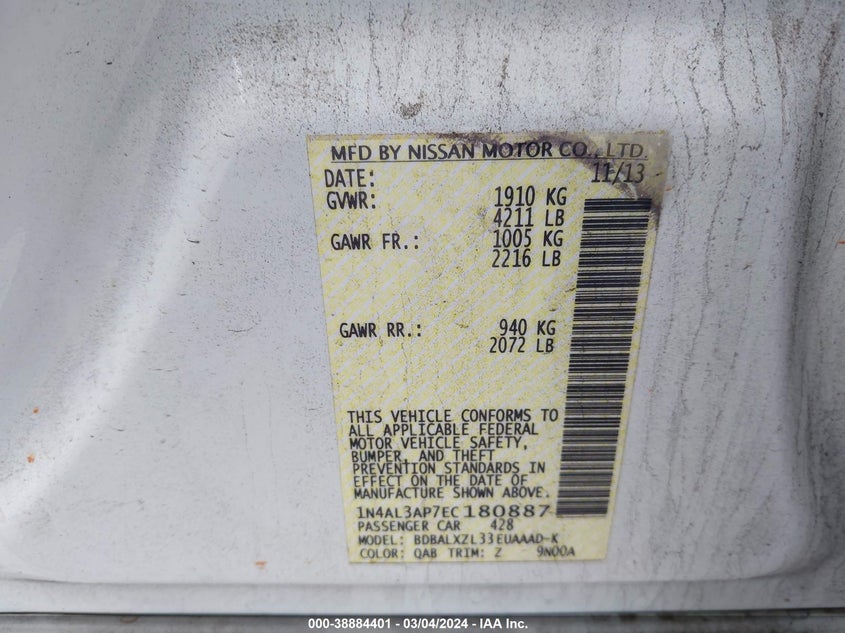 MFD BY NISSAN MOTOR CO., LTD.
DATE: 11/13
GVWR: 1910 KG
4211 LB
GAWR FR.: 1005 KG
2216 LB
GAWR RR.: 940 KG
2072 LB
THIS VEHICLE CONFORMS TO
ALL APPLICABLE FEDERAL
MOTOR VEHICLE SAFETY,
BUMPER, AND THEFT
PREVENTION STANDARDS IN
EFFECT ON THE DATE OF
MANUFACTURE SHOWN ABOVE.
1N4AL3AP7EC180887
PASSENGER CAR 428
MODEL: BDBALXZL33EUAAAD-K
COLOR: QAB TRIM: Z 9N00A
000-38884401 - 03/04/2024 - IAA Inc.